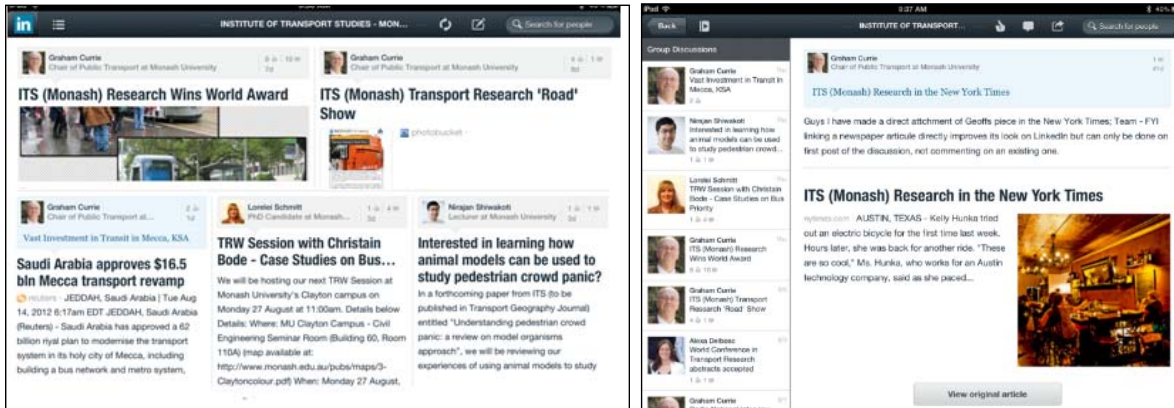 in
INSTITUTE OF TRANSPORT STUDIES - MON...
Search for people
Graham Currie
Chair of Public Transport at Monash University
ITS (Monash) Research Wins World Award
Graham Currie
Chair of Public Transport at Monash University
ITS (Monash) Transport Research 'Road'
Show
photobucket
Graham Currie
Chair of Public Transport at...
Vast Investment in Transit in Mecca, KSA
Saudi Arabia approves $16.5
bln Mecca transport revamp
reuters · JEDDAH, Saudi Arabia | Tue Aug
14, 2012 6:17am EDT JEDDAH, Saudi Arabia
(Reuters) - Saudi Arabia has approved a 62
billion riyal plan to modernise the transport
system in its holy city of Mecca, including
building a bus network and metro system,
Lorelei Schmitt
PhD Candidate at Monash...
TRW Session with Christain
Bode - Case Studies on Bus...
We will be hosting our next TRW Session at
Monash University's Clayton campus on
Monday 27 August at 11:00am. Details below
Details: Where: MU Clayton Campus - Civil
Engineering Seminar Room (Building 60, Room
110A) (map available at:
http://www.monash.edu.au/pubs/maps/3-
Claytoncolour.pdf) When: Monday 27 August,
Nirajan Shiwakoti
Lecturer at Monash University
Interested in learning how
animal models can be used to
study pedestrian crowd panic?
In a forthcoming paper from ITS (to be
published in Transport Geography Journal)
entitled "Understanding pedestrian crowd
panic: a review on model organisms
approach", we will be reviewing our
experiences of using animal models to study
iPad
9:37 AM
Back
INSTITUTE OF TRANSPORT...
Search for people
Group Discussions
Graham Currie
Vast Investment in Transit in
Mecca, KSA
Nirajan Shiwakoti
Interested in learning how
animal models can be used
to study pedestrian crowd...
Lorelei Schmitt
TRW Session with Christain
Bode - Case Studies on Bus
Priority
Graham Currie
ITS (Monash) Research
Wins World Award
Graham Currie
ITS (Monash) Transport
Research 'Road' Show
Alexa Delbosc
World Conference in
Transport Research
abstracts accepted
Graham Currie
Graham Currie
Chair of Public Transport at Monash University
ITS (Monash) Research in the New York Times
Guys I have made a direct attchment of Geoffs piece in the New York Times; Team - FYI
linking a newspaper articule directly improves its look on LinkedIn but can only be done on
first post of the discussion, not commenting on an existing one.
ITS (Monash) Research in the New York Times
nytimes.com · AUSTIN, TEXAS - Kelly Hunka tried
out an electric bicycle for the first time last week.
Hours later, she was back for another ride. "These
are so cool," Ms. Hunka, who works for an Austin
technology company, said as she paced...
View original article